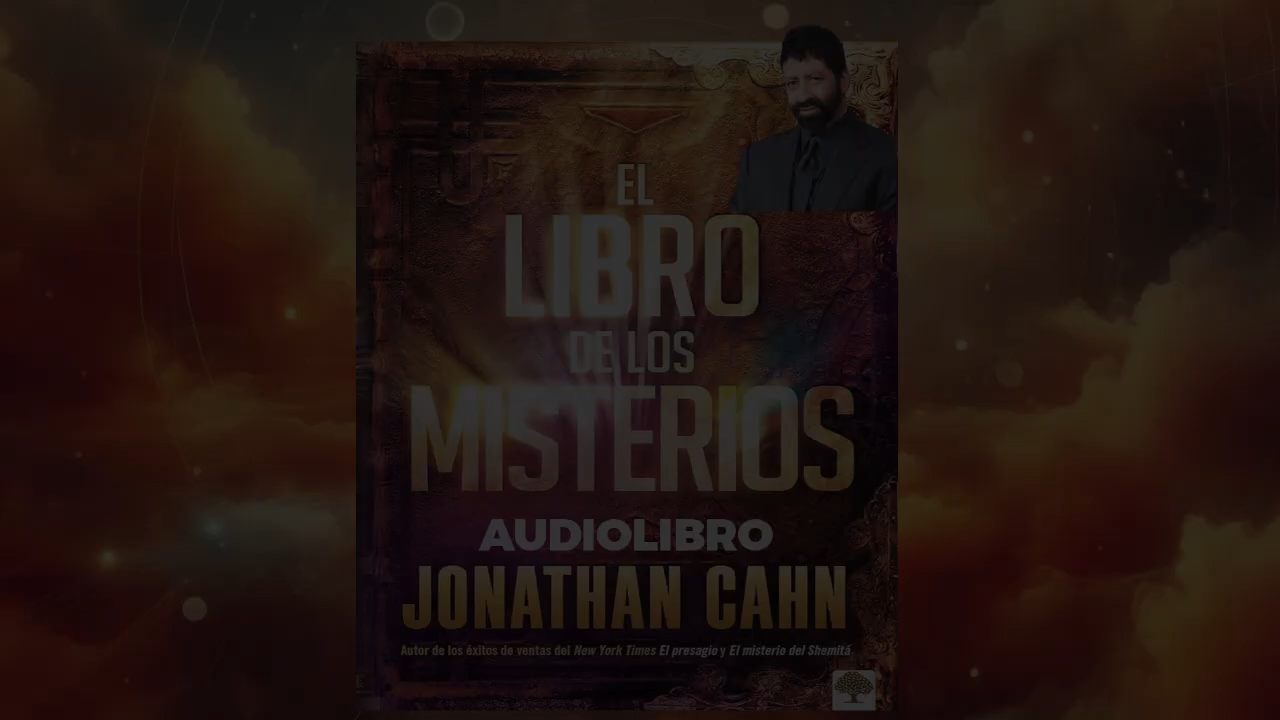 EL
LIBRO
DE LOS
MISTERIOS
AUDIOLIBRO
JONATHAN CAHN
Autor de los éxitos de ventas del New York Times El presagio y El misterio del Shemitá